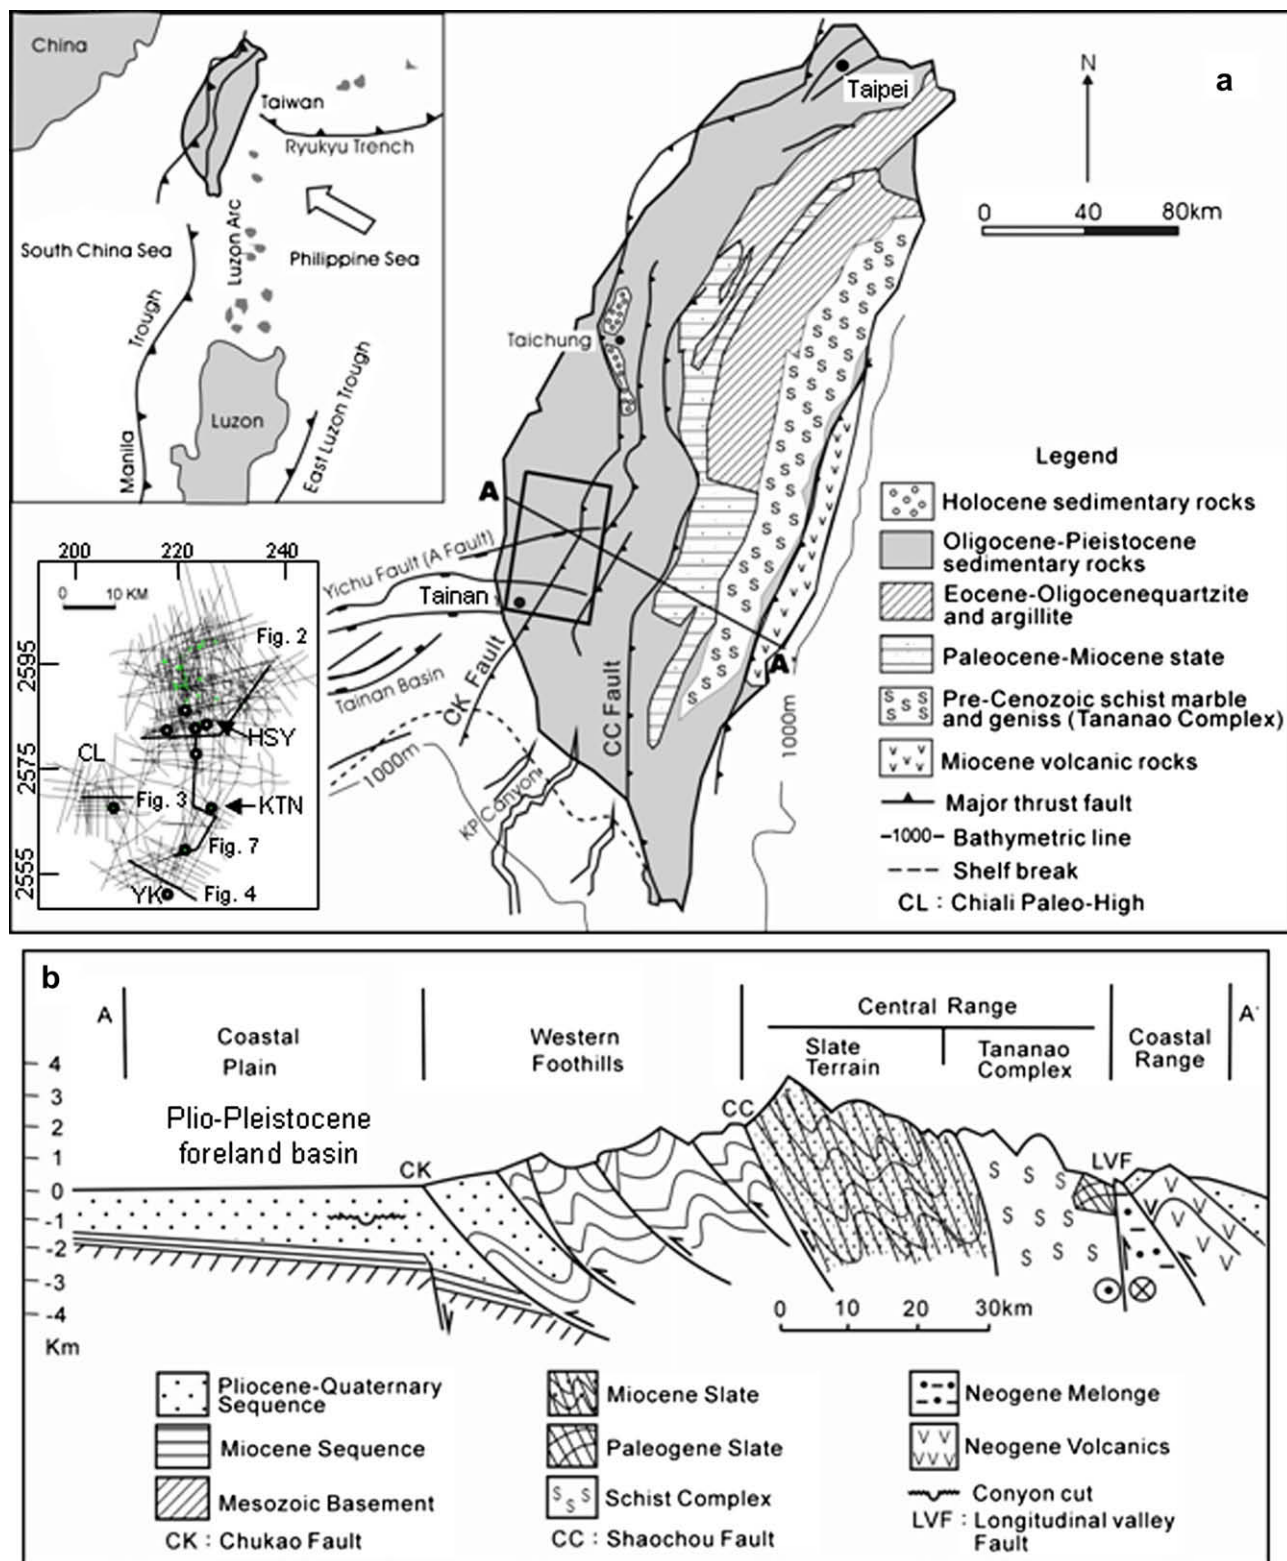 a
China
Taiwan
Ryukyu Trench
Luzon Arc
South China Sea
Philippine Sea
Trough
Manila
Luzon
East Luzon Trough
N
0 40 80km
Taipei
Taichung
A
Yichu Fault (A Fault)
Tainan
Tainan Basin
CK Fault
CC Fault
1000m
KP Canyon
A'
1000m
200 220 240
0 10 KM
2595
2575
2555
Fig. 2
HSY
CL
Fig. 3
KTN
Fig. 7
YK
Fig. 4
Legend
Holocene sedimentary rocks
Oligocene-Pieistocene
sedimentary rocks
Eocene-Oligocenequartzite
and argillite
Paleocene-Miocene state
Pre-Cenozoic schist marble
and geniss (Tananao Complex)
Miocene volcanic rocks
Major thrust fault
-1000- Bathymetric line
Shelf break
CL : Chiali Paleo-High
b
A
Coastal
Plain
Western
Foothills
Central Range
Slate
Terrain
Tananao
Complex
Coastal
Range
A'
4
3
2
1
0
-1
-2
-3
-4
Km
Plio-Pleistocene
foreland basin
CK
CC
LVF
0 10 20 30km
Pliocene-Quaternary
Sequence
Miocene Sequence
Mesozoic Basement
CK : Chukao Fault
Miocene Slate
Paleogene Slate
Schist Complex
CC : Shaochou Fault
Neogene Melonge
Neogene Volcanics
Conyon cut
LVF : Longitudinal valley
Fault